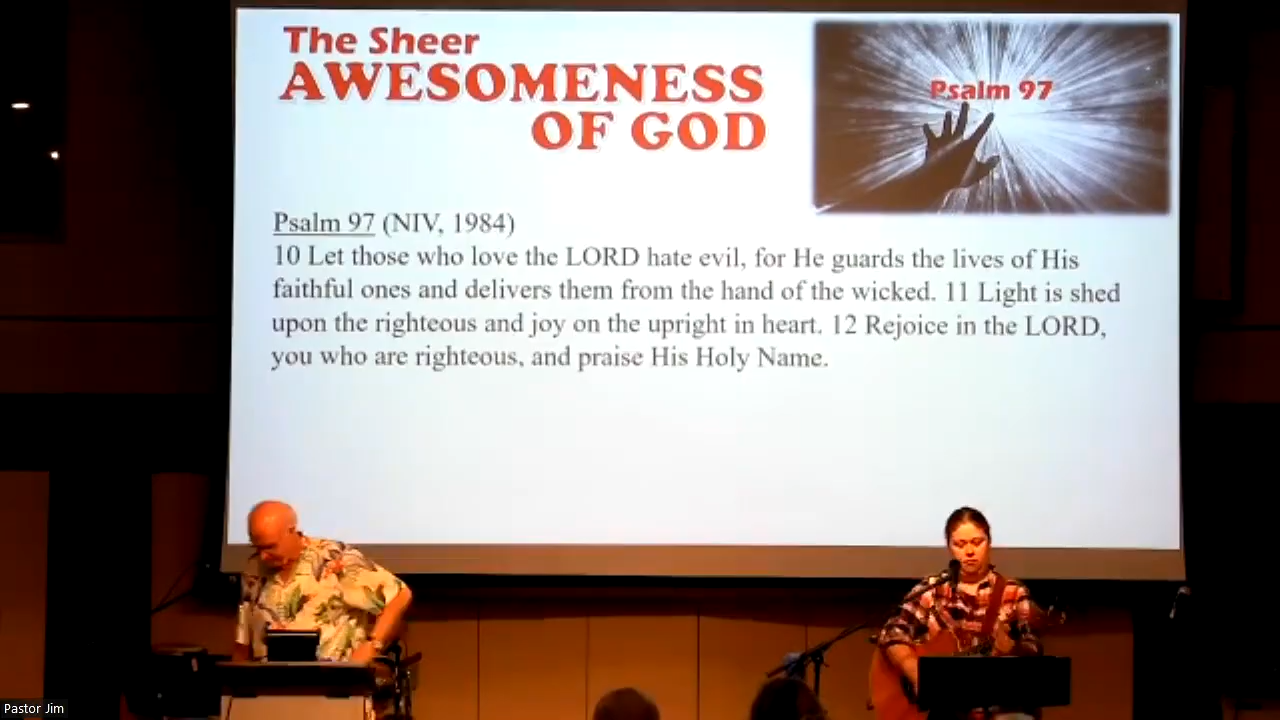 The Sheer
AWESOMENESS
OF GOD
Psalm 97
Psalm 97 (NIV, 1984)
10 Let those who love the LORD hate evil, for He guards the lives of His
faithful ones and delivers them from the hand of the wicked. 11 Light is shed
upon the righteous and joy on the upright in heart. 12 Rejoice in the LORD,
you who are righteous, and praise His Holy Name.
Pastor Jim